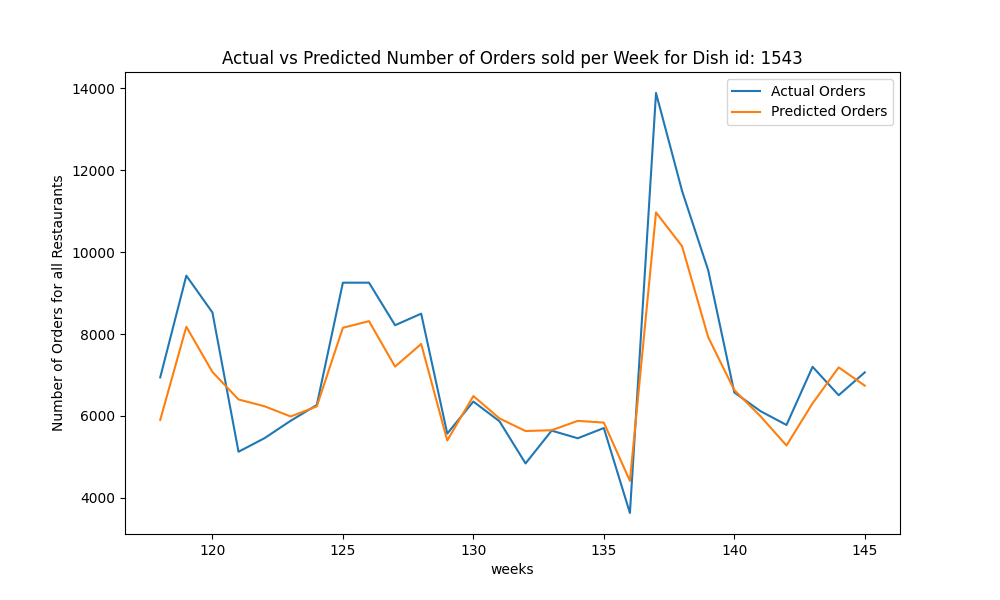 Actual vs Predicted Number of Orders sold per Week for Dish id: 1543
Actual Orders
Predicted Orders
Number of Orders for all Restaurants
14000
12000
10000
8000
6000
4000
120
125
130
135
140
145
weeks